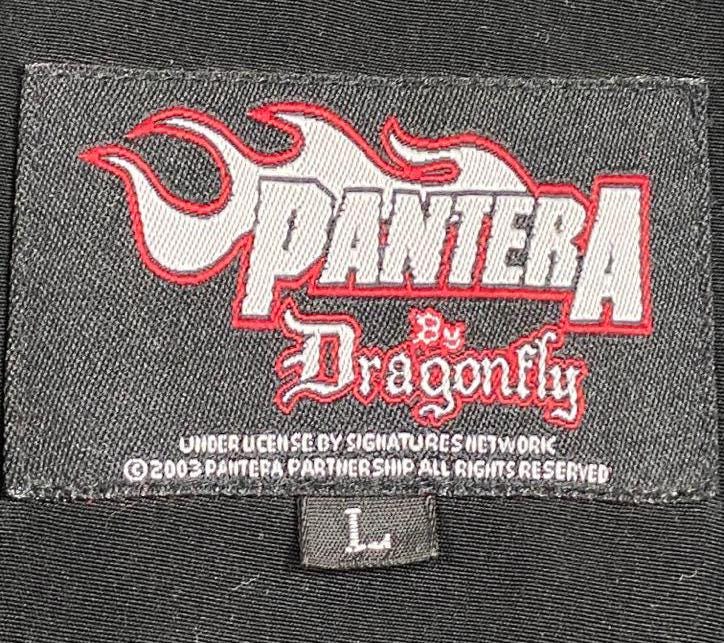 PANTERA
By
Dragonfly
UNDER LICENSE BY SIGNATURES NETWORK
©2003 PANTERA PARTNERSHIP ALL RIGHTS RESERVED
L